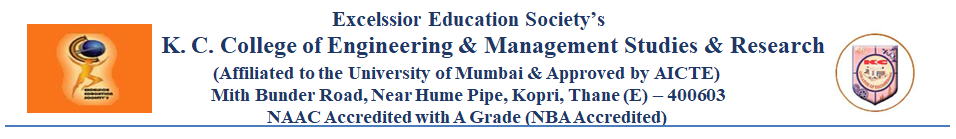 Excelssior Education Society’s
K. C. College of Engineering & Management Studies & Research
(Affiliated to the University of Mumbai & Approved by AICTE)
Mith Bunder Road, Near Hume Pipe, Kopri, Thane (E) – 400603
NAAC Accredited with A Grade (NBA Accredited)